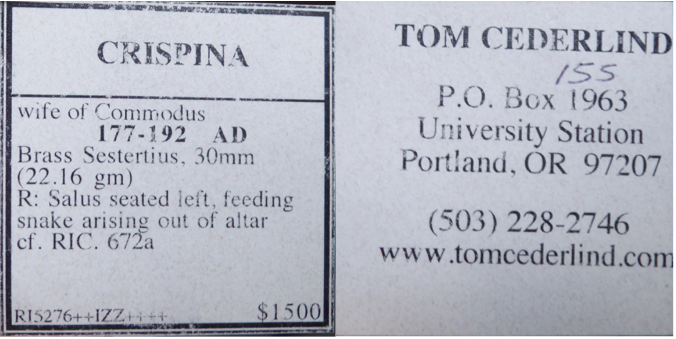 CRISPINA
wife of Commodus
177-192 AD
Brass Sestertius, 30mm
(22.16 gm)
R: Salus seated left, feeding
snake arising out of altar
cf. RIC. 672a
RI5276++IZZ++++
$1500
TOM CEDERLIND
155
P.O. Box 1963
University Station
Portland, OR 97207
(503) 228-2746
www.tomcederlind.com